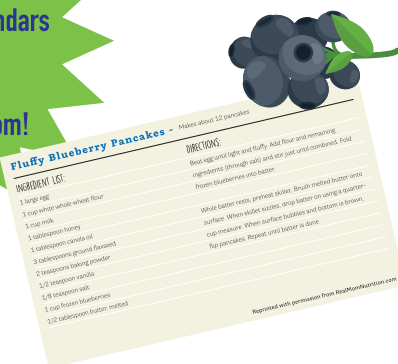 ndars
om!
Fluffy Blueberry Pancakes - Makes about 12 pancakes
INGREDIENT LIST:
1 large egg
1 cup white whole wheat flour
1 cup milk
1 tablespoon honey
1 tablespoon canola oil
3 tablespoons ground flaxseed
2 teaspoons baking powder
1/2 teaspoon vanilla
1/8 teaspoon salt
1 cup frozen blueberries
1/2 tablespoon butter, melted
DIRECTIONS:
Beat egg until light and fluffy. Add flour and remaining
ingredients (through salt) and stir just until combined. Fold
frozen blueberries into batter.
While batter rests, preheat skillet. Brush melted butter onto
surface. When skillet sizzles, drop batter on using a quarter-
cup measure. When surface bubbles and bottom is brown,
flip pancakes. Repeat until batter is done.
Reprinted with permission from RealMomNutrition.com